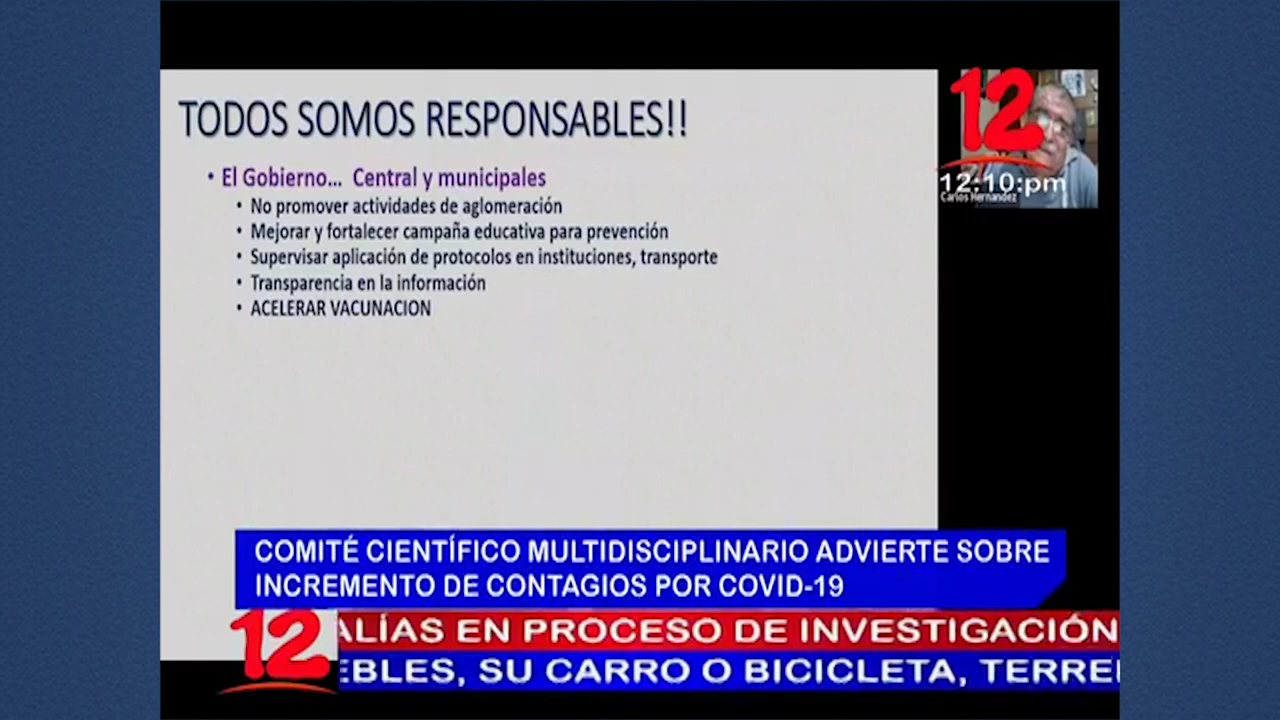 TODOS SOMOS RESPONSABLES!!
• El Gobierno... Central y municipales
• No promover actividades de aglomeración
• Mejorar y fortalecer campaña educativa para prevención
• Supervisar aplicación de protocolos en instituciones, transporte
• Transparencia en la información
• ACELERAR VACUNACION
12
12:10:pm
Carlos Hernandez
COMITÉ CIENTÍFICO MULTIDISCIPLINARIO ADVIERTE SOBRE
INCREMENTO DE CONTAGIOS POR COVID-19
12
ALÍAS EN PROCESO DE INVESTIGACIÓN
EBLES, SU CARRO O BICICLETA, TERRE